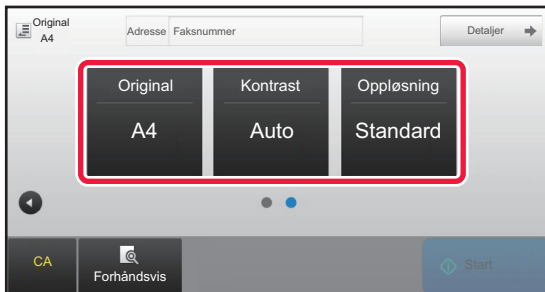 Original
A4
Adresse Faksnummer
Detaljer
Original Kontrast Oppløsning
A4 Auto Standard
CA
Forhåndsvis
Start